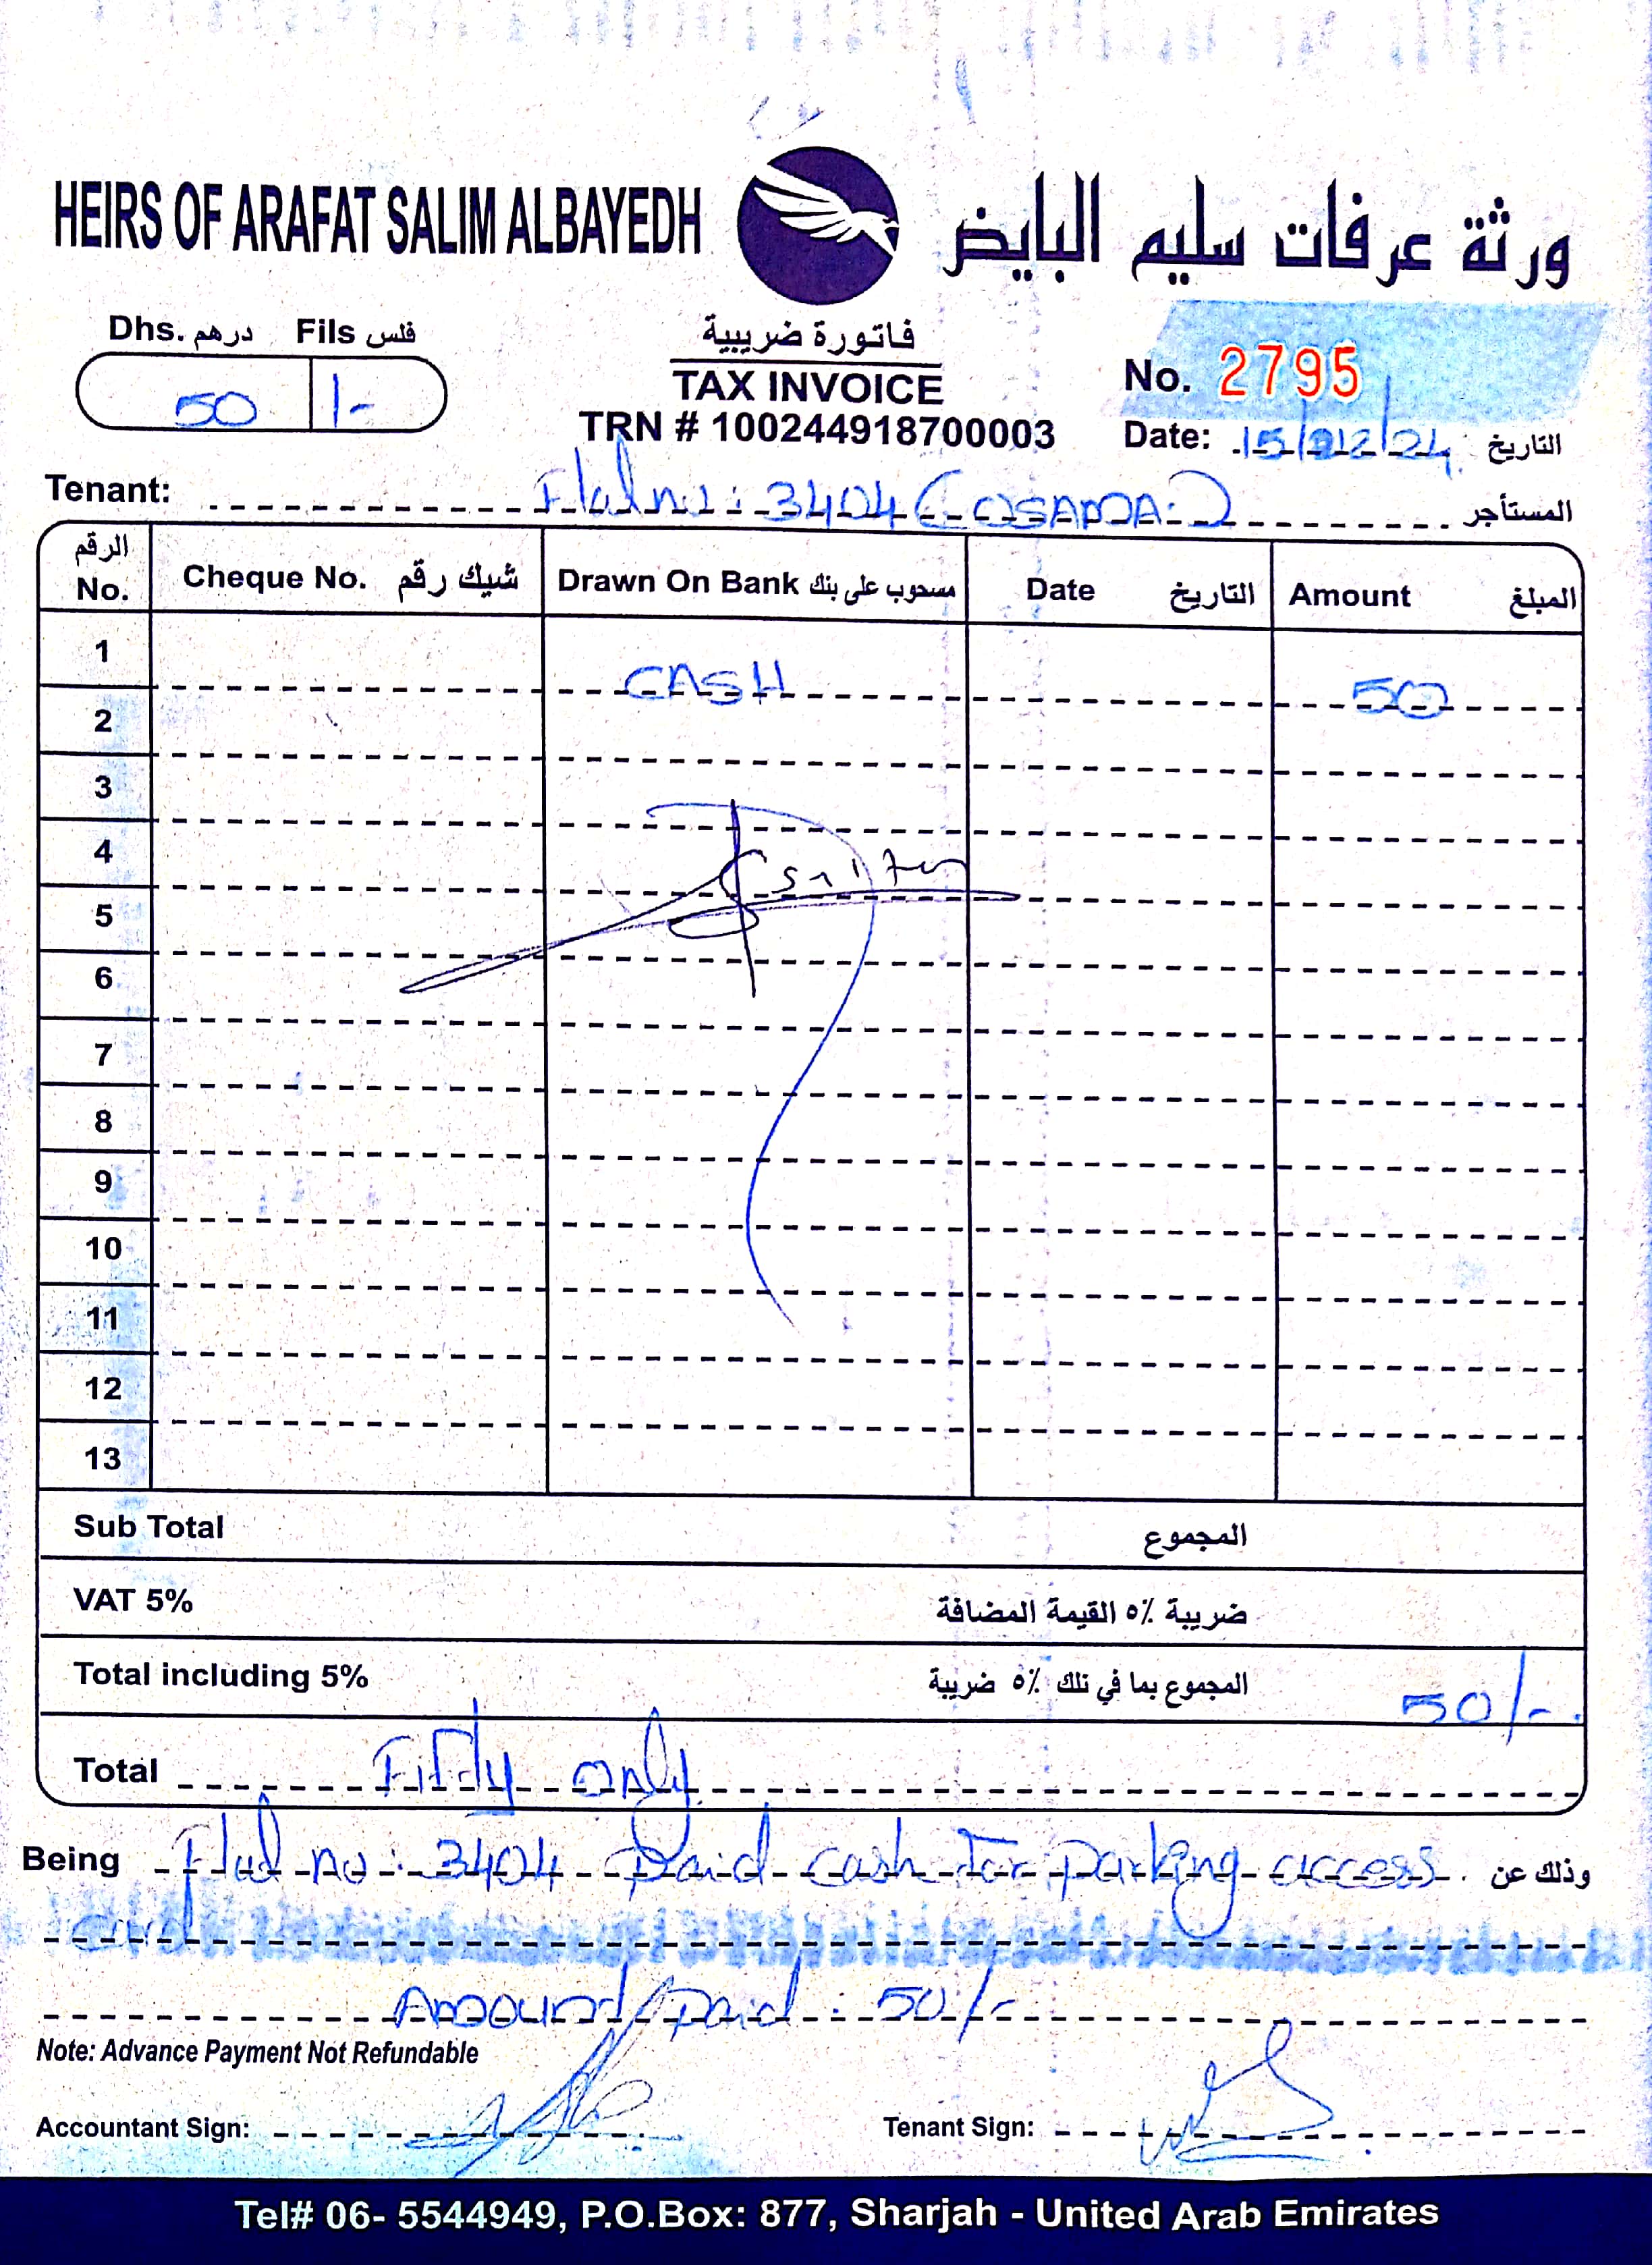 HEIRS OF ARAFAT SALIM ALBAYEDH ورثة عرفات سليم البايض
Dhs. درهم Fils فلس
50 /-
فاتورة ضريبية
TAX INVOICE
TRN # 100244918700003
No. 2795
Date: 15/12/24 التاريخ
Tenant: Flat no: 3404 (OSAMA) المستأجر
الرقم No. Cheque No. شيك رقم Drawn On Bank مسحوب على بنك Date التاريخ Amount المبلغ
1 CASH 50
2
3
4
5
6
7
8
9
10
11
12
13
Sub Total المجموع
VAT 5% ضريبة ٥٪ القيمة المضافة
Total including 5% المجموع بما في تلك ٥٪ ضريبة 50/-
Total Fifty only
Being Flat no: 3404 Paid cash for parking access وذلك عن
card
Amount paid: 50/-
Note: Advance Payment Not Refundable
Accountant Sign: Tenant Sign:
Tel# 06- 5544949, P.O.Box: 877, Sharjah - United Arab Emirates